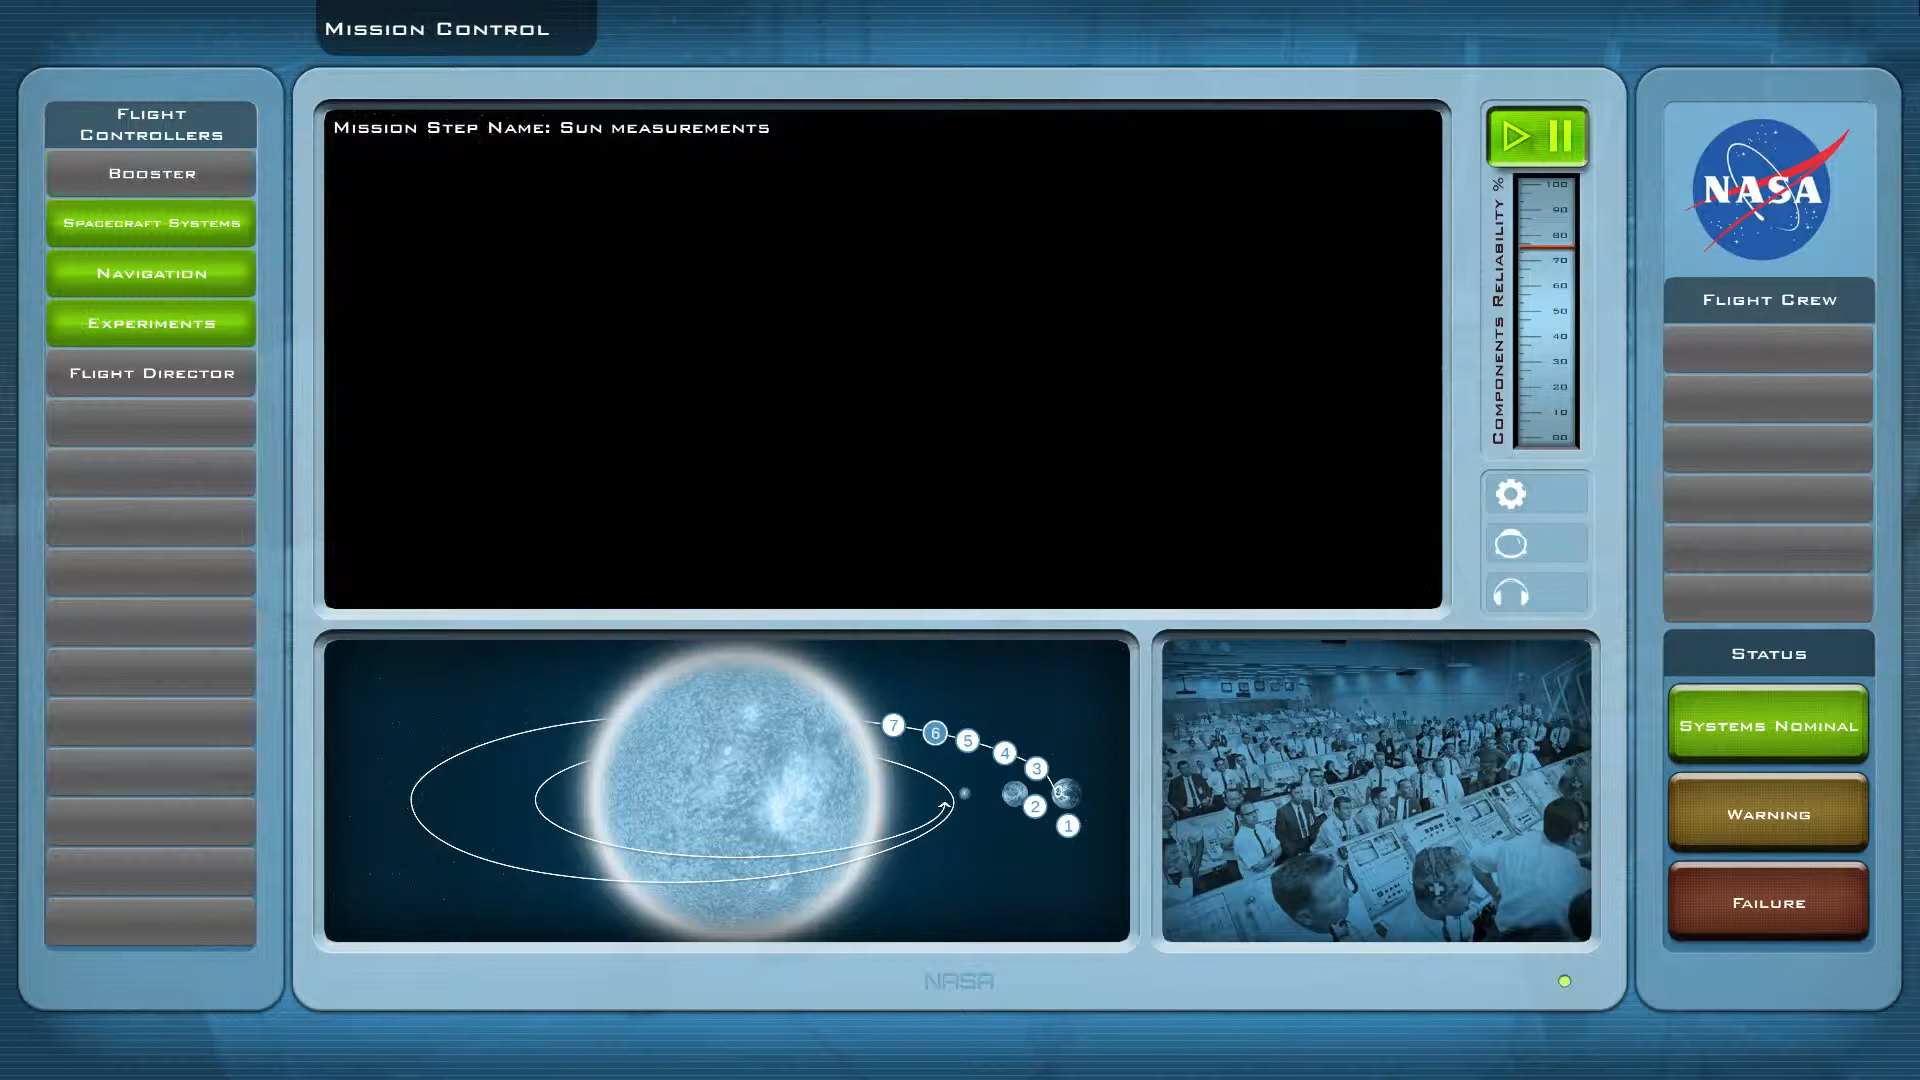 Mission Control
Flight
Controllers
Booster
Spacecraft Systems
Navigation
Experiments
Flight Director
Mission Step Name: Sun measurements
Components Reliability %
100
90
80
70
60
50
40
30
20
10
00
NASA
Flight Crew
Status
Systems Nominal
Warning
Failure
7
6
5
4
3
2
1
NASA